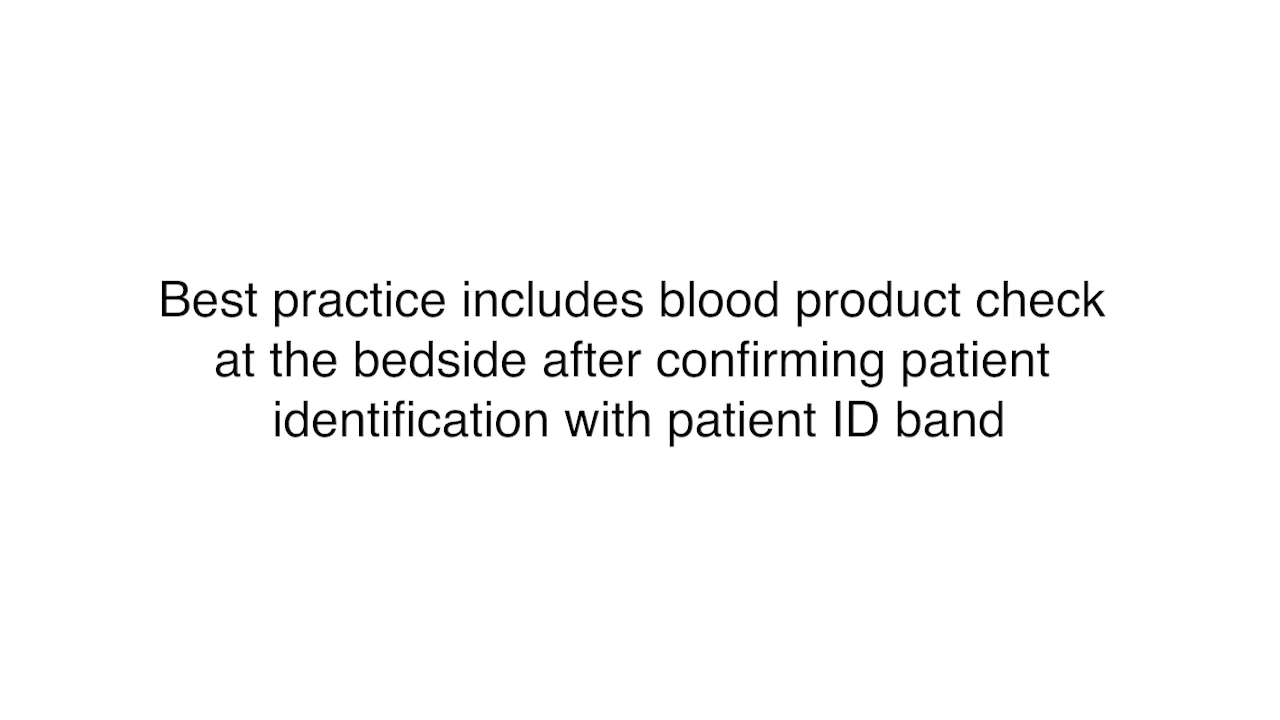 Best practice includes blood product check
at the bedside after confirming patient
identification with patient ID band